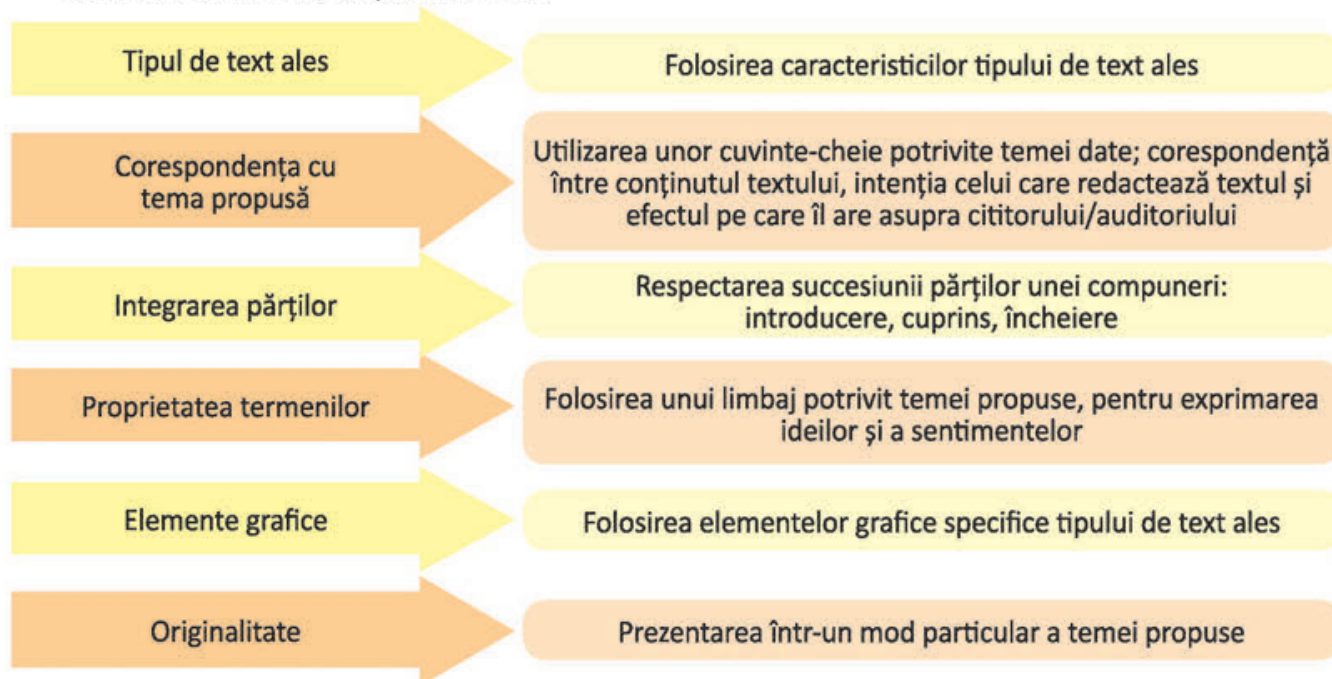 Tipul de text ales
Folosirea caracteristicilor tipului de text ales
Corespondența cu
tema propusă
Utilizarea unor cuvinte-cheie potrivite temei date; corespondență
între conținutul textului, intenția celui care redactează textul și
efectul pe care îl are asupra cititorului/auditoriului
Integrarea părților
Respectarea succesiunii părților unei compuneri:
introducere, cuprins, încheiere
Proprietatea termenilor
Folosirea unui limbaj potrivit temei propuse, pentru exprimarea
ideilor și a sentimentelor
Elemente grafice
Folosirea elementelor grafice specifice tipului de text ales
Originalitate
Prezentarea într-un mod particular a temei propuse